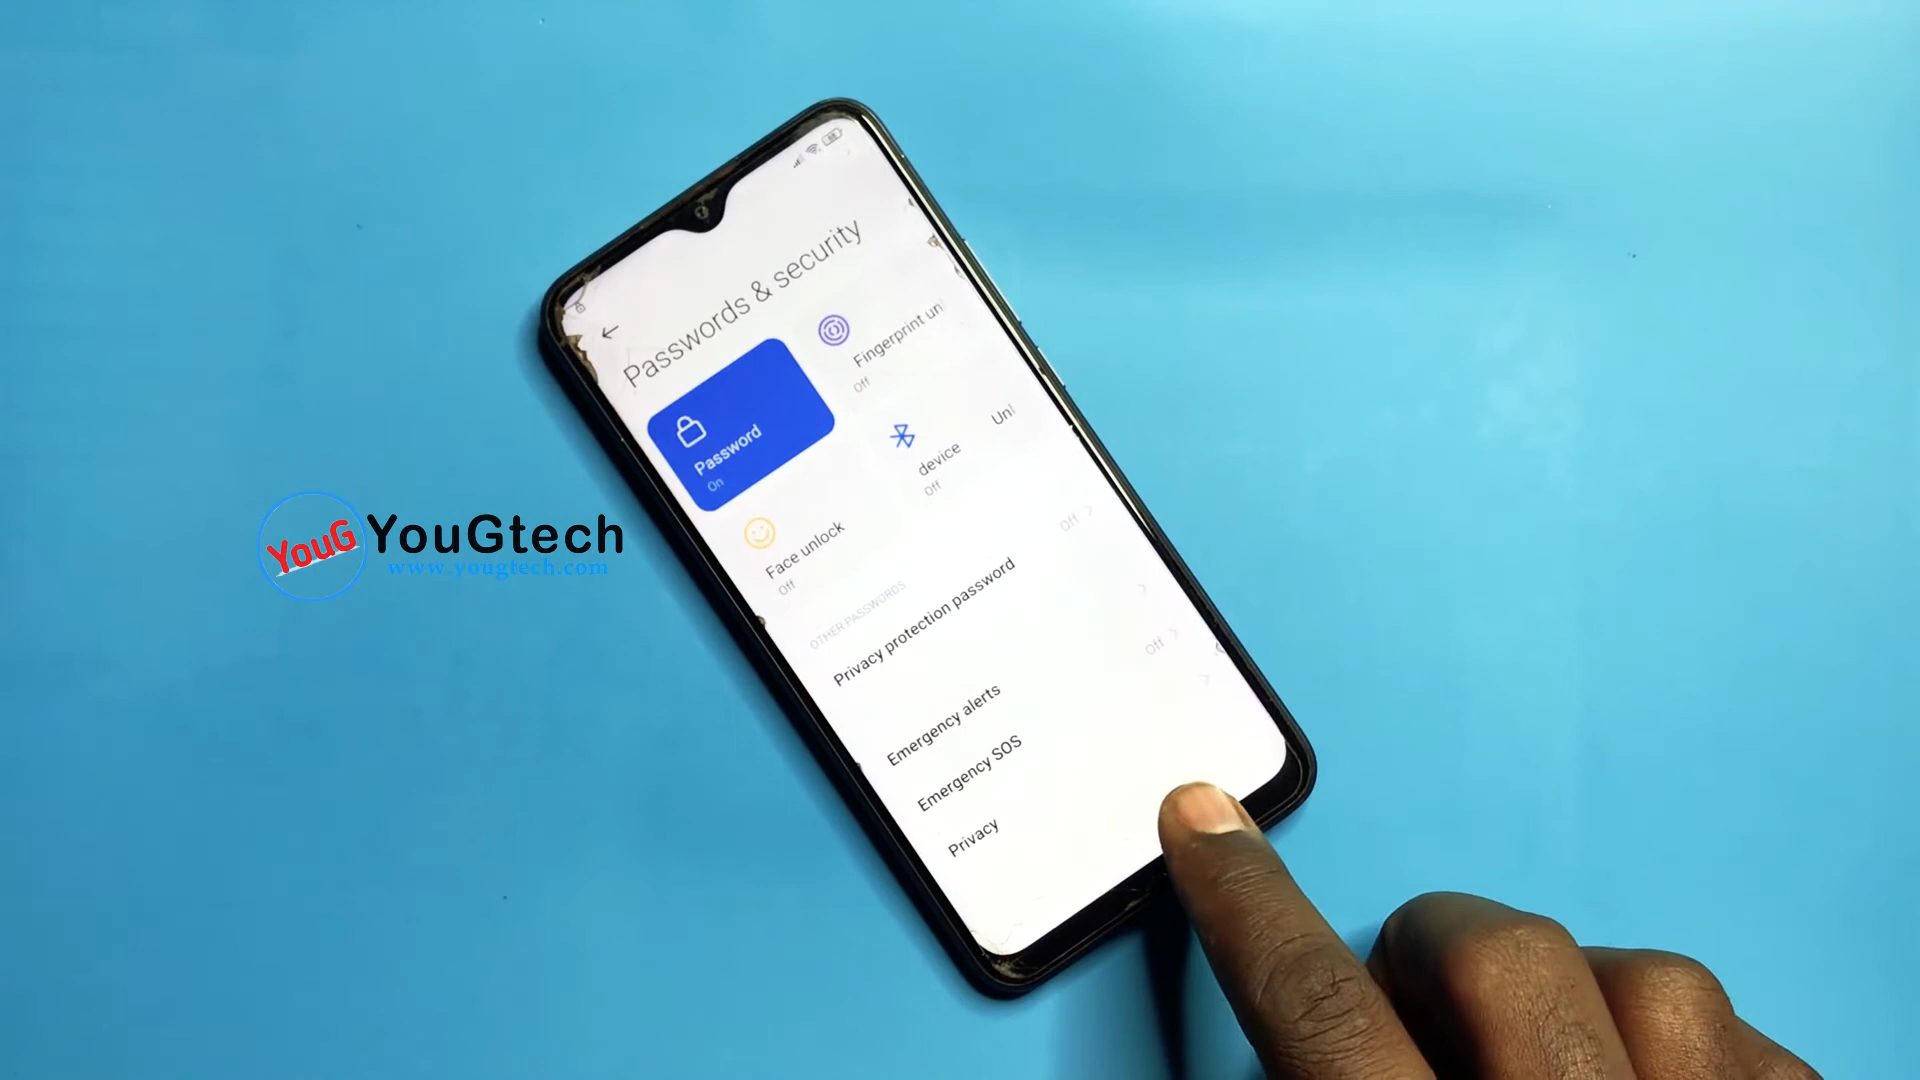 YouG
YouGtech
www.yougtech.com
Passwords & security
Password
On
Fingerprint un
Off
Unl
device
Off
Face unlock
Off
OTHER PASSWORDS
Privacy protection password
Off
Emergency alerts
Emergency SOS
Off
Privacy